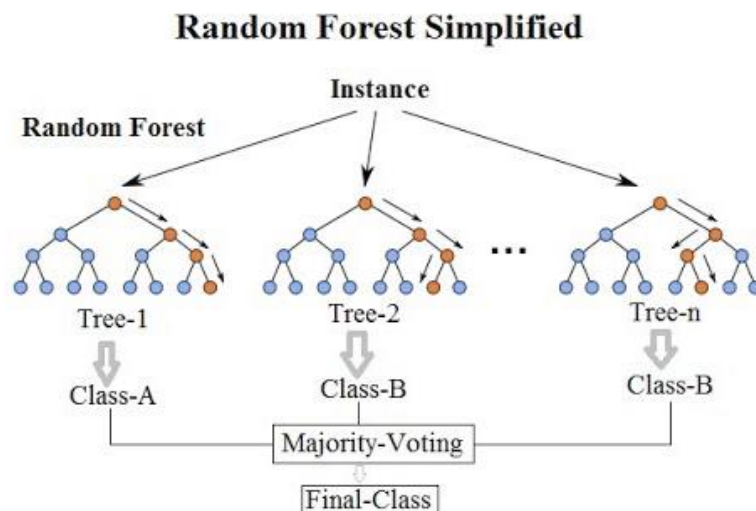 Random Forest Simplified
Instance
Random Forest
...
Tree-1
Tree-2
Tree-n
Class-A
Class-B
Class-B
Majority-Voting
Final-Class